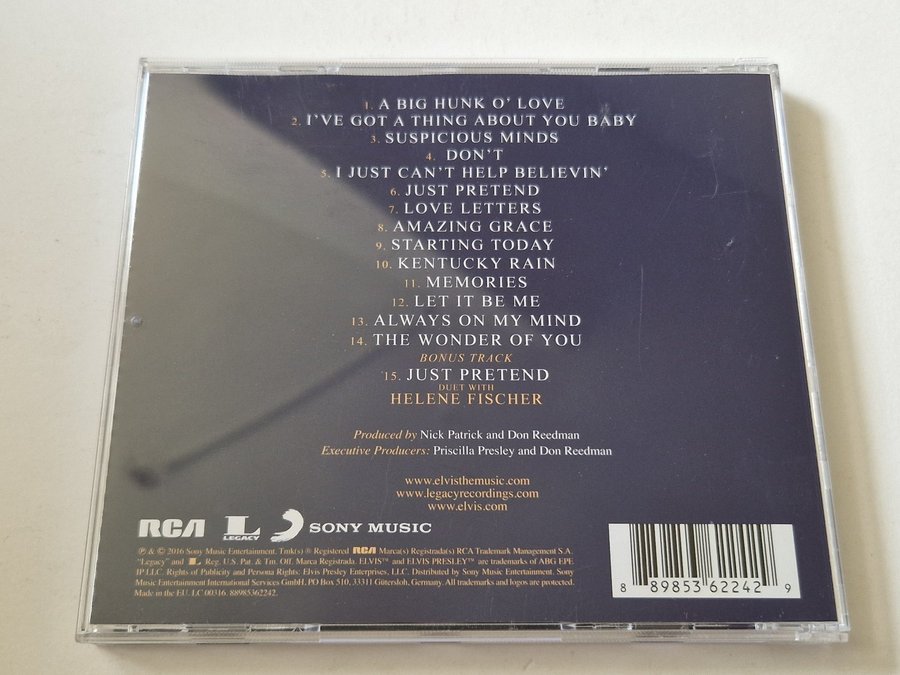 1. A BIG HUNK O' LOVE
2. I'VE GOT A THING ABOUT YOU BABY
3. SUSPICIOUS MINDS
4. DON'T
5. I JUST CAN'T HELP BELIEVIN'
6. JUST PRETEND
7. LOVE LETTERS
8. AMAZING GRACE
9. STARTING TODAY
10. KENTUCKY RAIN
11. MEMORIES
12. LET IT BE ME
13. ALWAYS ON MY MIND
14. THE WONDER OF YOU
BONUS TRACK
15. JUST PRETEND
DUET WITH
HELENE FISCHER
Produced by Nick Patrick and Don Reedman
Executive Producers: Priscilla Presley and Don Reedman
www.elvisthemusic.com
www.legacyrecordings.com
www.elvis.com
RCA L LEGACY SONY MUSIC
℗ & © 2016 Sony Music Entertainment. Tmk(s) ® Registered RCA Marca(s) Registrada(s) RCA Trademark Management S.A.
"Legacy" and L Reg. U.S. Pat. & Tm. Off. Marca Registrada. ELVIS™ and ELVIS PRESLEY™ are trademarks of ABG EPE
IP LLC. Rights of Publicity and Persona Rights: Elvis Presley Enterprises, LLC. Distributed by Sony Music Entertainment. Sony
Music Entertainment International Services GmbH, PO Box 510, 33311 Gütersloh, Germany. All trademarks and logos are protected.
Made in the EU. LC 00316. 88985362242.
8 89853 62242 9